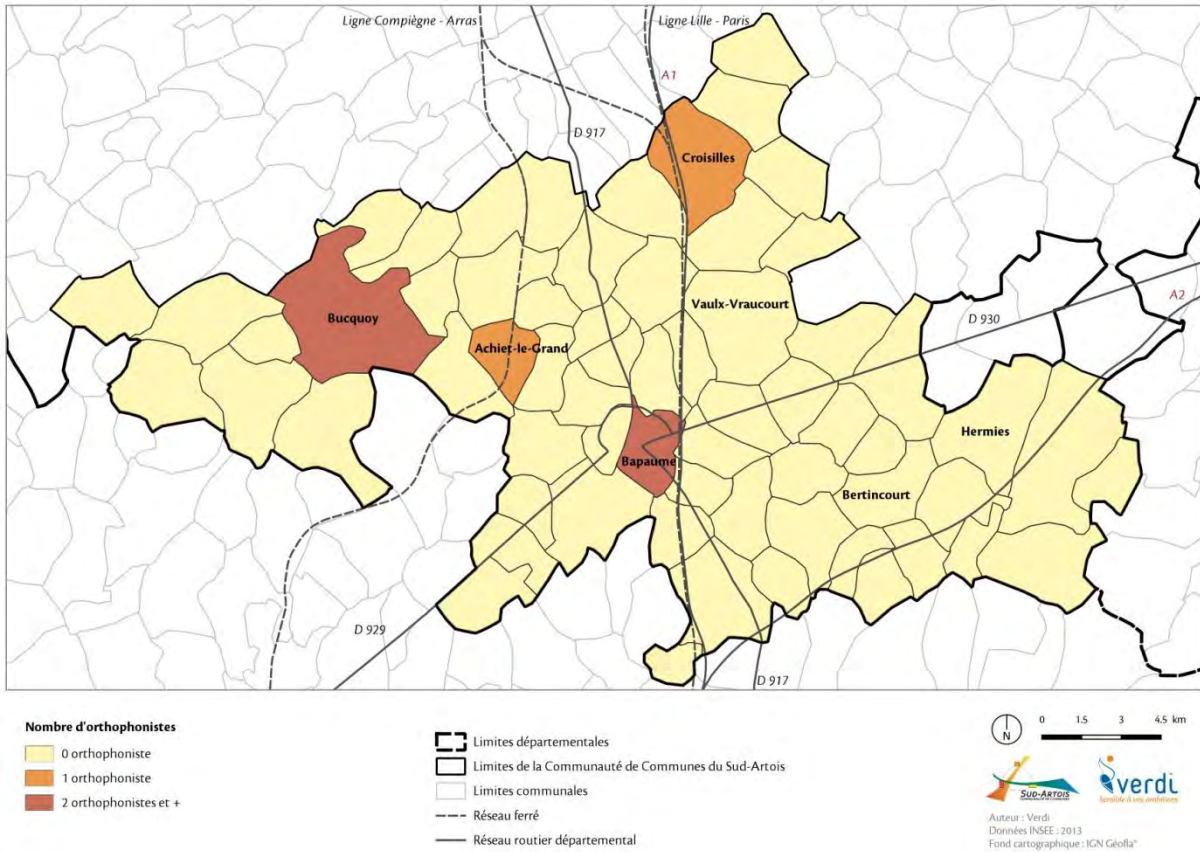 Ligne Compiègne - Arras
Ligne Lille - Paris
A1
D 917
Croisilles
Bucquoy
Vaulx-Vraucourt
A2
D 930
Achiet-le-Grand
Hermies
Bapaume
Bertincourt
D 929
D 917
Nombre d'orthophonistes
0 orthophoniste
1 orthophoniste
2 orthophonistes et +
Limites départementales
Limites de la Communauté de Communes du Sud-Artois
Limites communales
Réseau ferré
Réseau routier départemental
N
0 1.5 3 4.5 km
SUD-ARTOIS
COMMUNAUTÉ DE COMMUNES
verdi
Sensible à vos ambitions
Auteur : Verdi
Données INSEE : 2013
Fond cartographique : IGN Géofla®